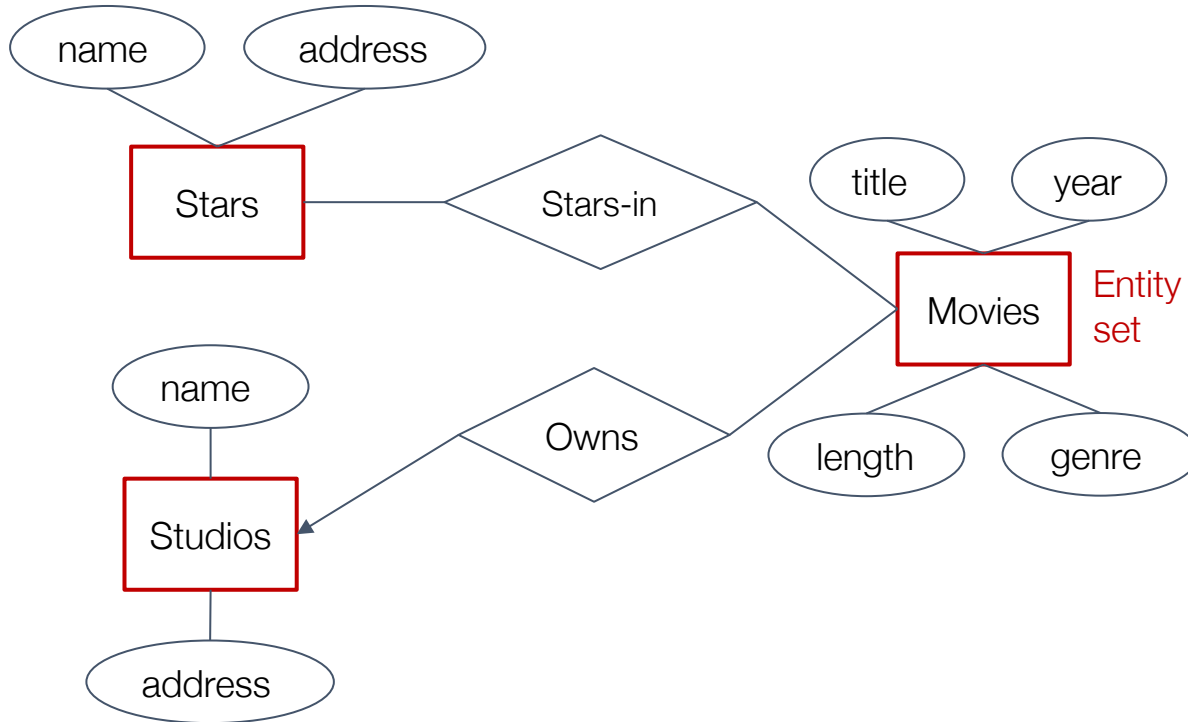 name
address
Stars
Stars-in
title
year
Movies
Entity
set
name
Owns
length
genre
Studios
address